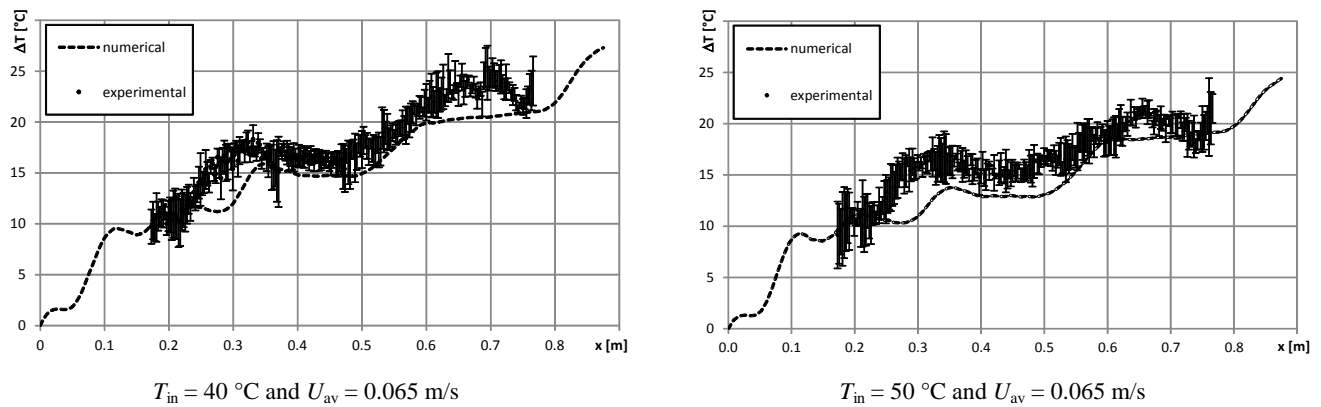 ΔT [°C]
numerical
experimental
25
20
15
10
5
0
0 0.1 0.2 0.3 0.4 0.5 0.6 0.7 x [m]
T_in = 40 °C and U_av = 0.065 m/s
ΔT [°C]
numerical
experimental
25
20
15
10
5
0
0.0 0.1 0.2 0.3 0.4 0.5 0.6 0.7 0.8 x [m]
T_in = 50 °C and U_av = 0.065 m/s